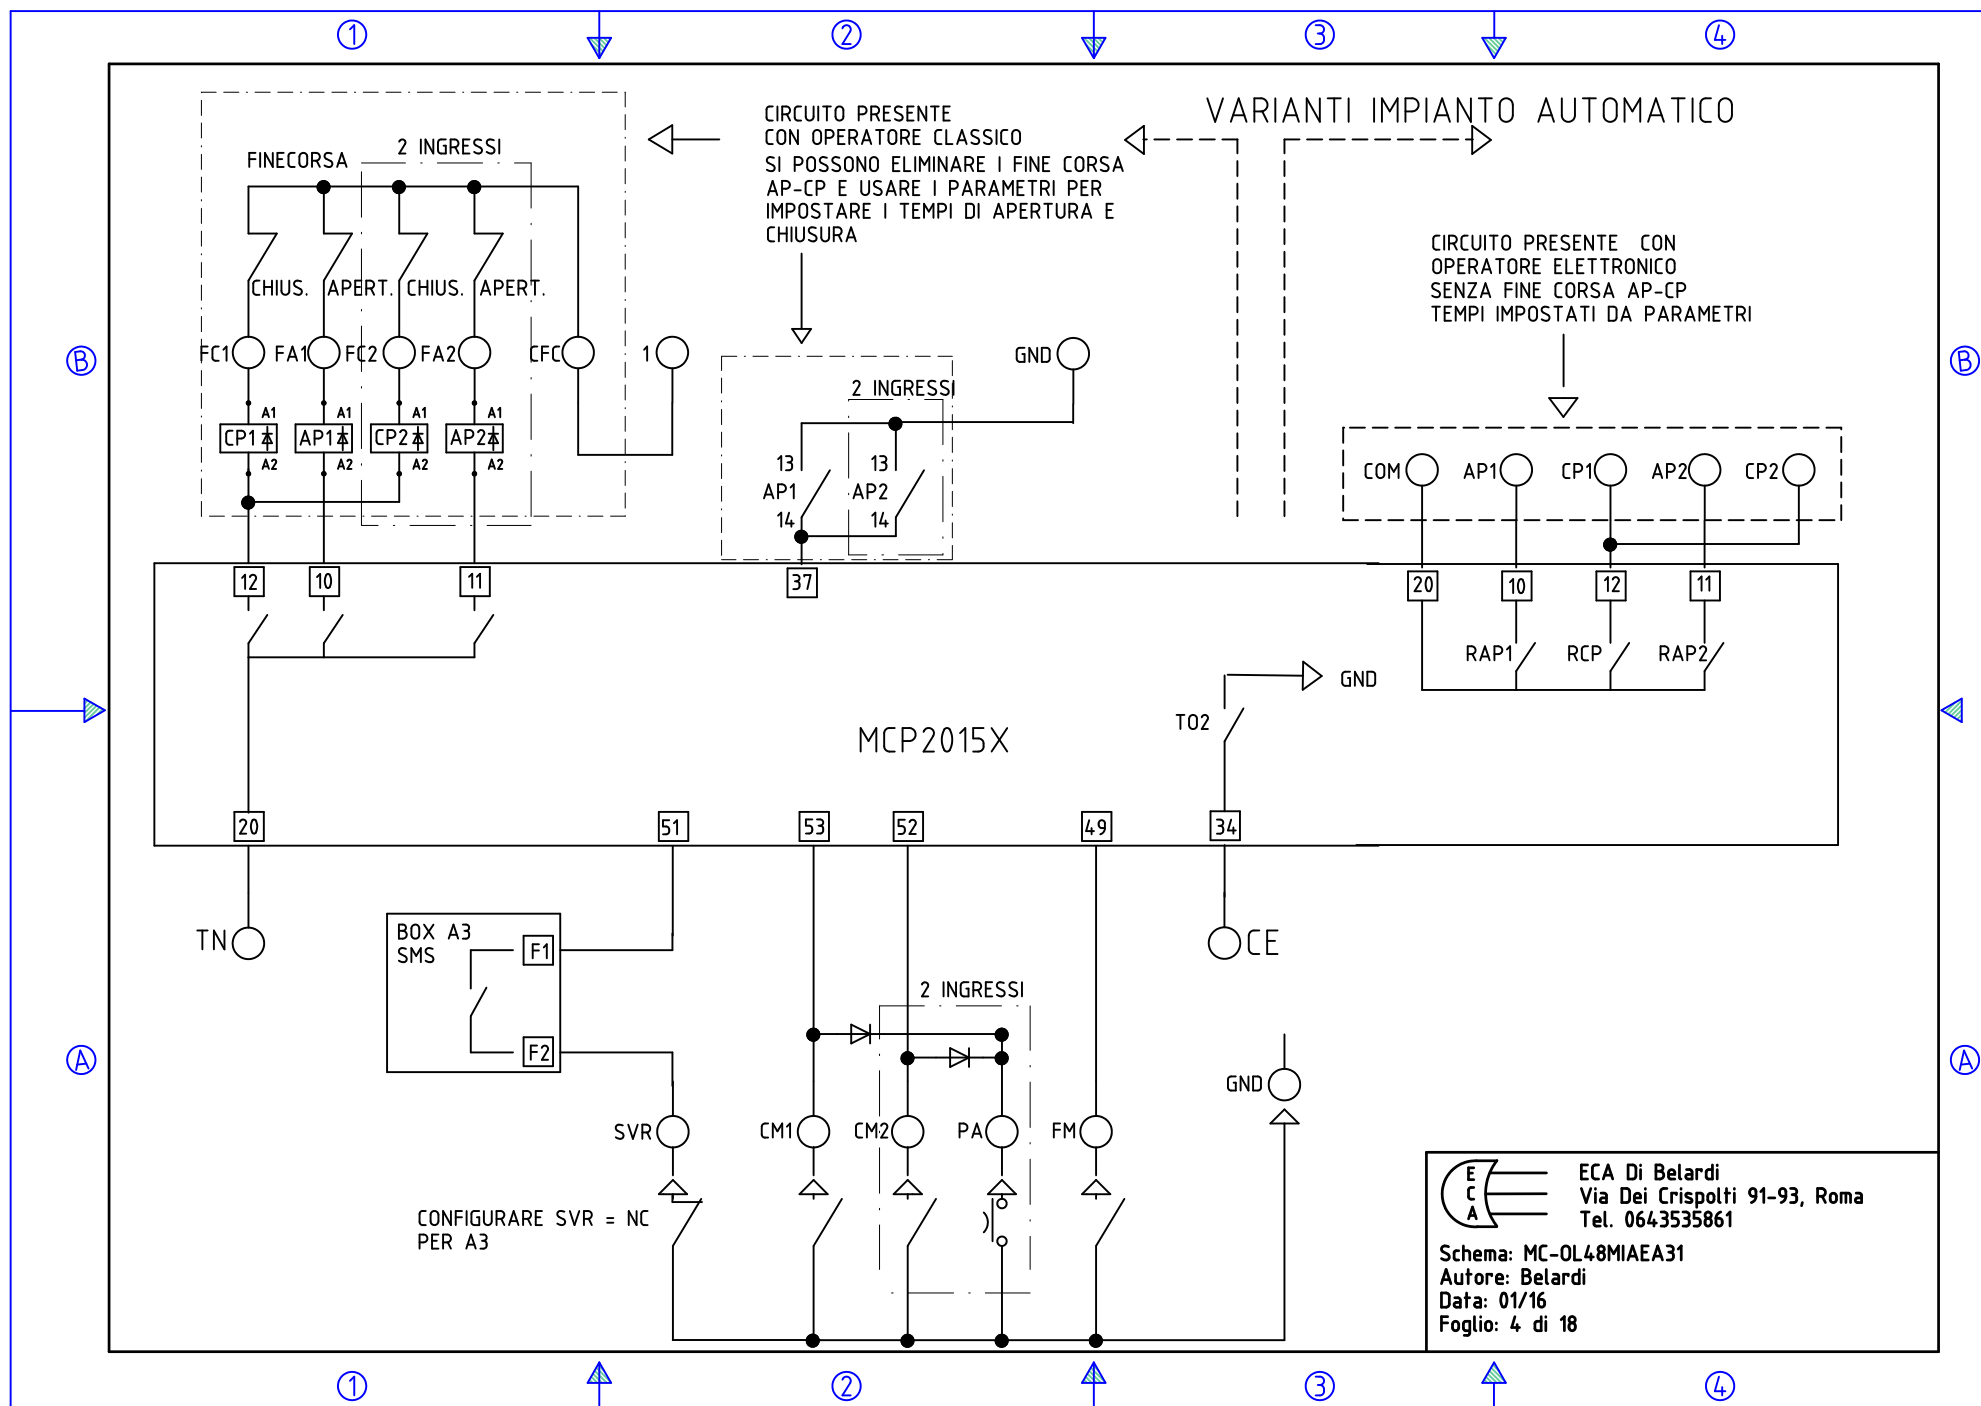 1
2
3
4
VARIANTI IMPIANTO AUTOMATICO
CIRCUITO PRESENTE
CON OPERATORE CLASSICO
SI POSSONO ELIMINARE I FINE CORSA
AP-CP E USARE I PARAMETRI PER
IMPOSTARE I TEMPI DI APERTURA E
CHIUSURA
FINECORSA
2 INGRESSI
CHIUS.
APERT.
CHIUS.
APERT.
CIRCUITO PRESENTE CON
OPERATORE ELETTRONICO
SENZA FINE CORSA AP-CP
TEMPI IMPOSTATI DA PARAMETRI
B
FC1
FA1
FC2
FA2
CFC
1
GND
B
2 INGRESSI
A1
A1
A1
A1
CP1
AP1
CP2
AP2
A2
A2
A2
A2
13
13
AP1
AP2
14
14
COM
AP1
CP1
AP2
CP2
12
10
11
37
20
10
12
11
RAP1
RCP
RAP2
GND
TO2
MCP2015X
20
51
53
52
49
34
TN
BOX A3
SMS
F1
F2
CE
2 INGRESSI
A
A
GND
SVR
CM1
CM2
PA
FM
CONFIGURARE SVR = NC
PER A3
E
C
A
ECA Di Belardi
Via Dei Crispolti 91-93, Roma
Tel. 0643535861
Schema: MC-OL48MIAEA31
Autore: Belardi
Data: 01/16
Foglio: 4 di 18
1
2
3
4